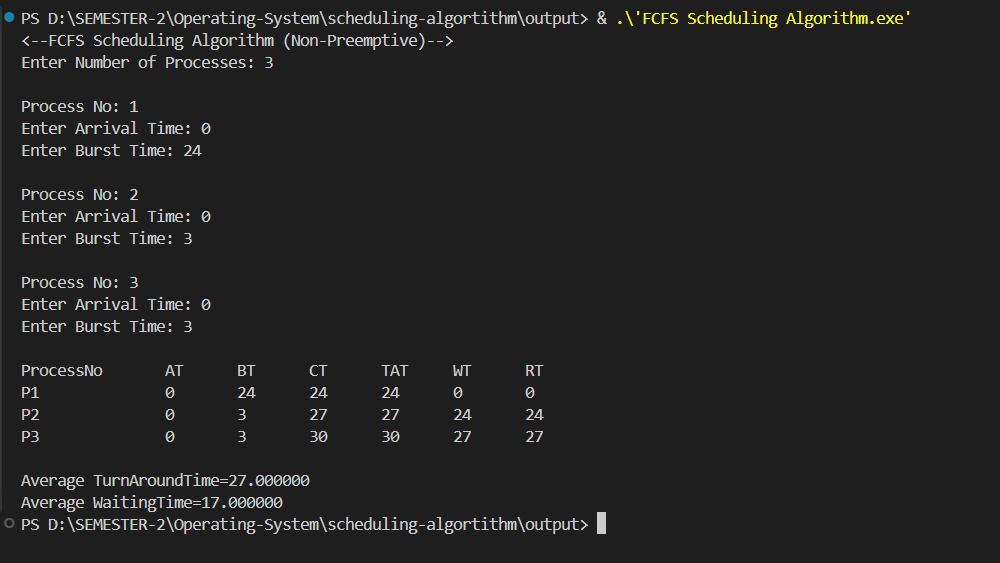 PS D:\SEMESTER-2\Operating-System\scheduling-algortithm\output> & .\'FCFS Scheduling Algorithm.exe'
<--FCFS Scheduling Algorithm (Non-Preemptive)-->
Enter Number of Processes: 3
Process No: 1
Enter Arrival Time: 0
Enter Burst Time: 24
Process No: 2
Enter Arrival Time: 0
Enter Burst Time: 3
Process No: 3
Enter Arrival Time: 0
Enter Burst Time: 3
ProcessNo AT BT CT TAT WT RT
P1 0 24 24 24 0 0
P2 0 3 27 27 24 24
P3 0 3 30 30 27 27
Average TurnAroundTime=27.000000
Average WaitingTime=17.000000
PS D:\SEMESTER-2\Operating-System\scheduling-algortithm\output>